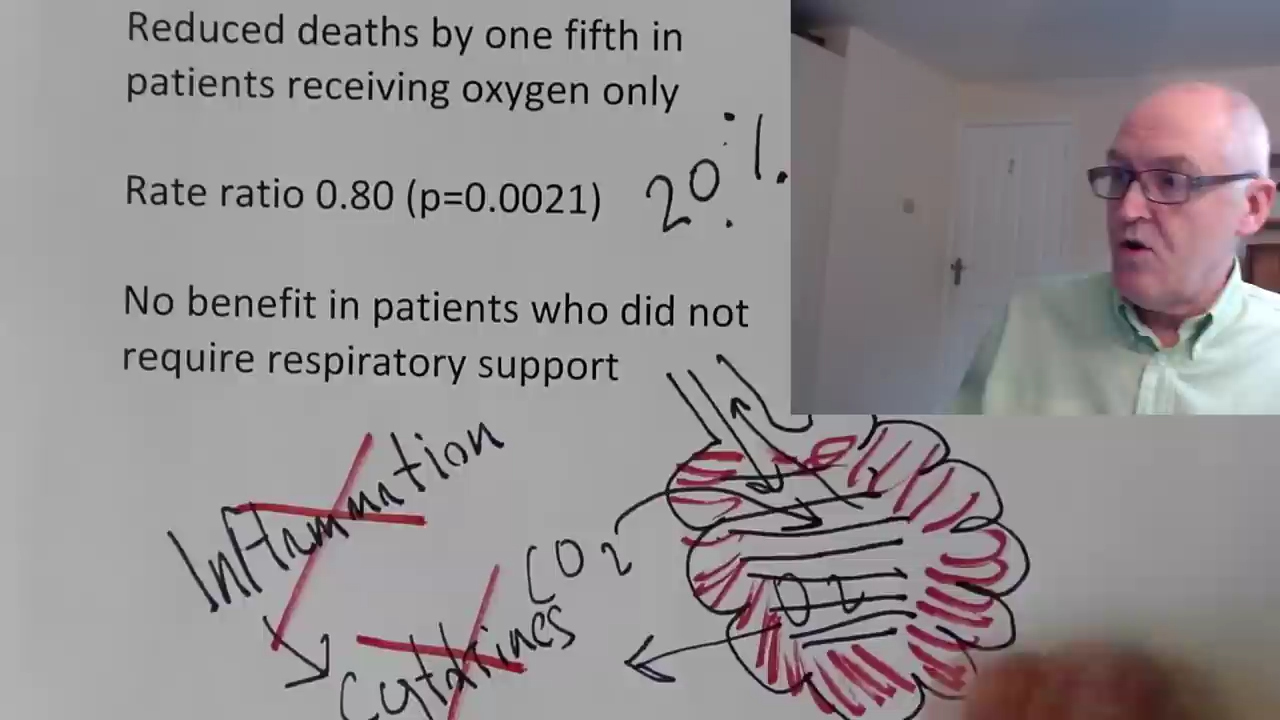 Reduced deaths by one fifth in
patients receiving oxygen only
Rate ratio 0.80 (p=0.0021)
20%
No benefit in patients who did not
require respiratory support
Inflammation
CO2
O2
Cytokines